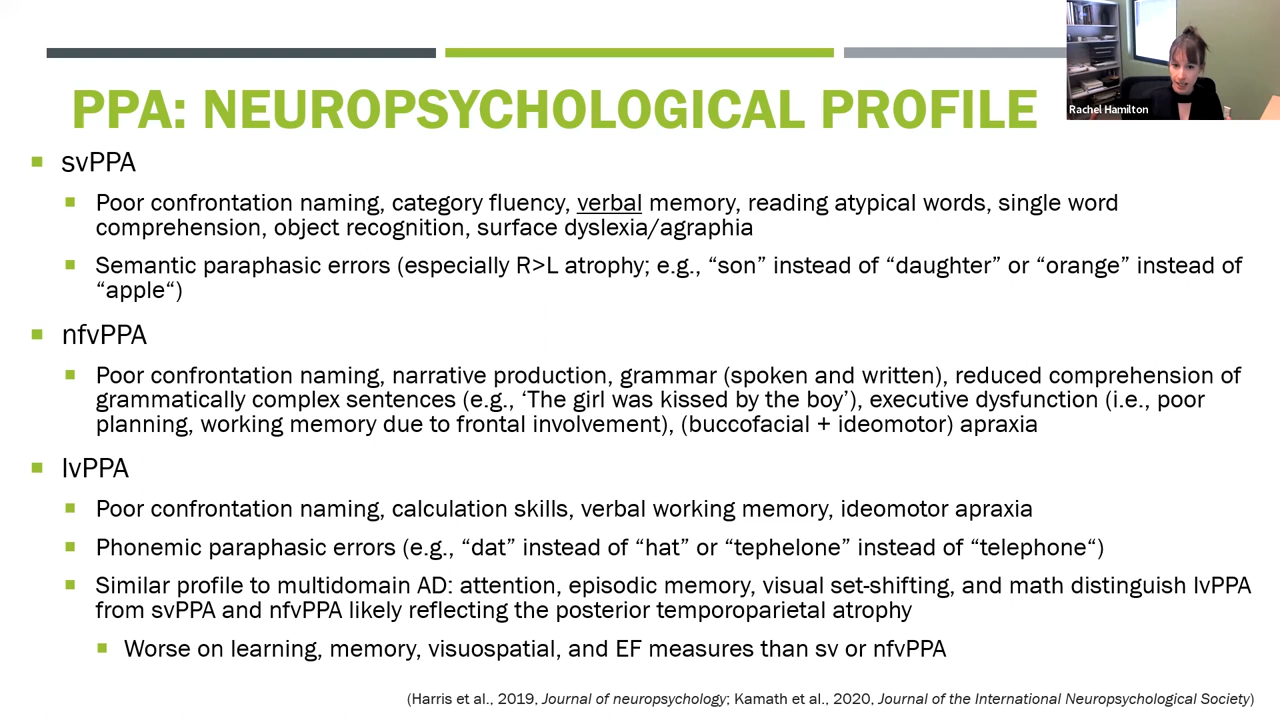 PPA: NEUROPSYCHOLOGICAL PROFILE
Rachel Hamilton
svPPA
Poor confrontation naming, category fluency, verbal memory, reading atypical words, single word
comprehension, object recognition, surface dyslexia/agraphia
Semantic paraphasic errors (especially R>L atrophy; e.g., “son” instead of “daughter” or “orange” instead of
“apple“)
nfvPPA
Poor confrontation naming, narrative production, grammar (spoken and written), reduced comprehension of
grammatically complex sentences (e.g., ‘The girl was kissed by the boy’), executive dysfunction (i.e., poor
planning, working memory due to frontal involvement), (buccofacial + ideomotor) apraxia
lvPPA
Poor confrontation naming, calculation skills, verbal working memory, ideomotor apraxia
Phonemic paraphasic errors (e.g., “dat” instead of “hat” or “tephelone” instead of “telephone“)
Similar profile to multidomain AD: attention, episodic memory, visual set-shifting, and math distinguish lvPPA
from svPPA and nfvPPA likely reflecting the posterior temporoparietal atrophy
Worse on learning, memory, visuospatial, and EF measures than sv or nfvPPA
(Harris et al., 2019, Journal of neuropsychology; Kamath et al., 2020, Journal of the International Neuropsychological Society)